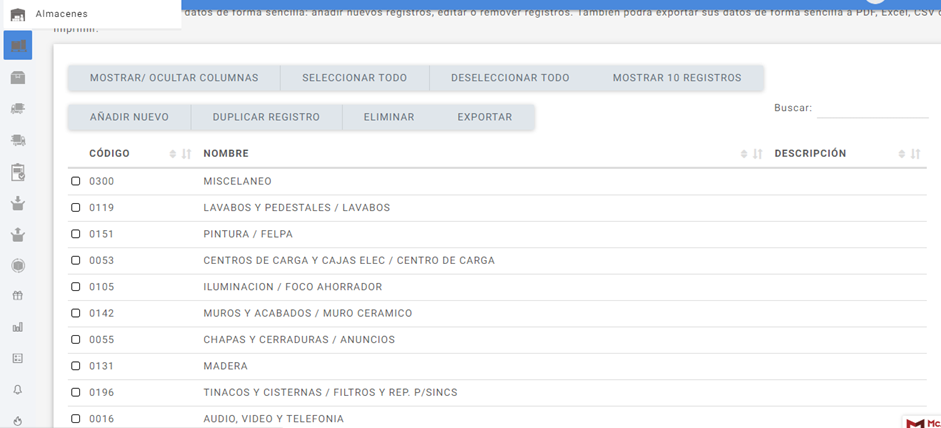 Almacenes
datos de forma sencilla: añadir nuevos registros, editar o remover registros. También podrá exportar sus datos de forma sencilla a PDF, Excel, CSV
imprimir.
MOSTRAR/ OCULTAR COLUMNAS SELECCIONAR TODO DESELECCIONAR TODO MOSTRAR 10 REGISTROS
AÑADIR NUEVO DUPLICAR REGISTRO ELIMINAR EXPORTAR Buscar:
CÓDIGO NOMBRE DESCRIPCIÓN
0300 MISCELANEO
0119 LAVABOS Y PEDESTALES / LAVABOS
0151 PINTURA / FELPA
0053 CENTROS DE CARGA Y CAJAS ELEC / CENTRO DE CARGA
0105 ILUMINACION / FOCO AHORRADOR
0142 MUROS Y ACABADOS / MURO CERAMICO
0055 CHAPAS Y CERRADURAS / ANUNCIOS
0131 MADERA
0196 TINACOS Y CISTERNAS / FILTROS Y REP. P/SINCS
0016 AUDIO, VIDEO Y TELEFONIA